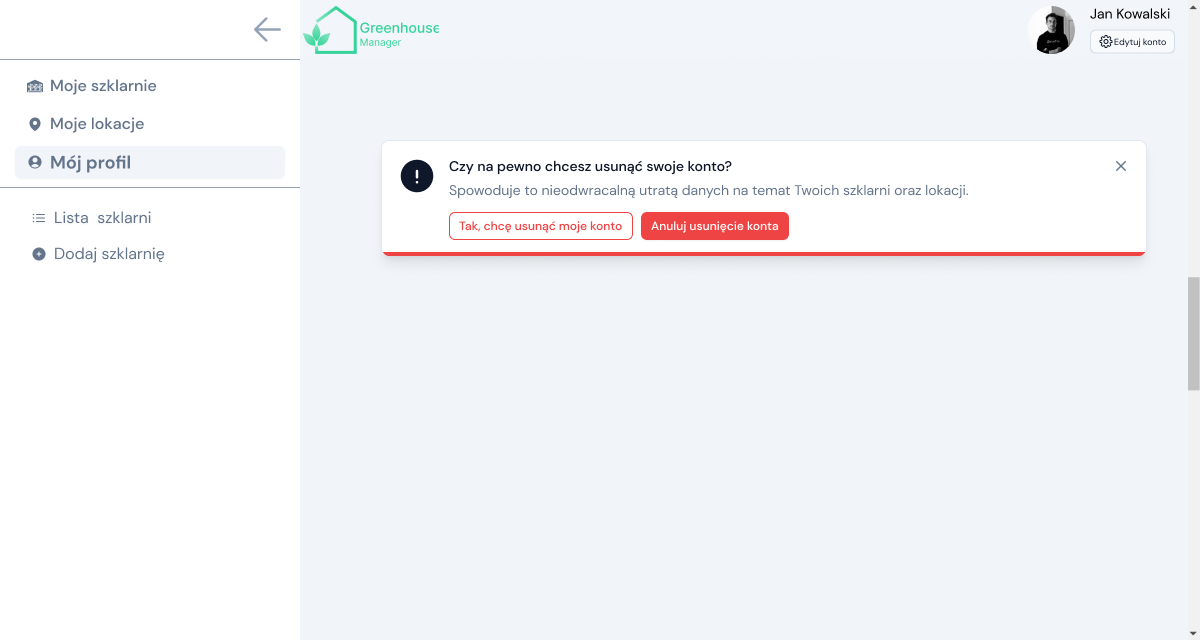 Greenhouse
Manager
Jan Kowalski
Edytuj konto
Moje szklarnie
Moje lokacje
Mój profil
Lista szklarni
Dodaj szklarnię
Czy na pewno chcesz usunąć swoje konto?
Spowoduje to nieodwracalną utratą danych na temat Twoich szklarni oraz lokacji.
Tak, chcę usunąć moje konto
Anuluj usunięcie konta